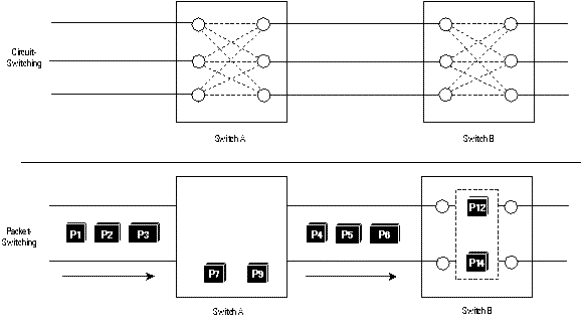 Circuit-
Switching
Switch A
Switch B
Packet-
Switching
P1 P2 P3
P4 P5 P6
P12
P7 P9
P14
Switch A
Switch B